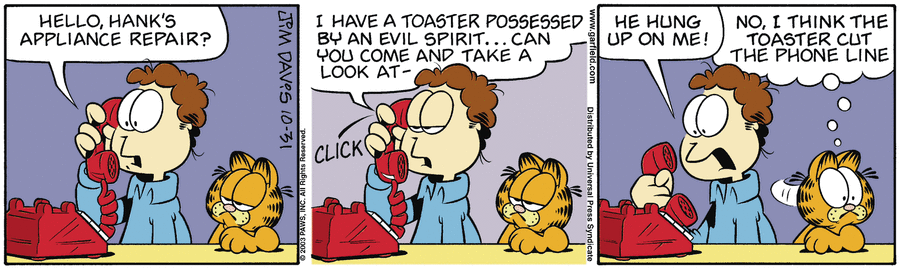 HELLO, HANK'S
APPLIANCE REPAIR?
JIM DAVIS 10-31
© 2003 PAWS, INC. All Rights Reserved.
I HAVE A TOASTER POSSESSED
BY AN EVIL SPIRIT... CAN
YOU COME AND TAKE A
LOOK AT-
CLICK
www.garfield.com
Distributed by Universal Press Syndicate
HE HUNG
UP ON ME!
NO, I THINK THE
TOASTER CUT
THE PHONE LINE